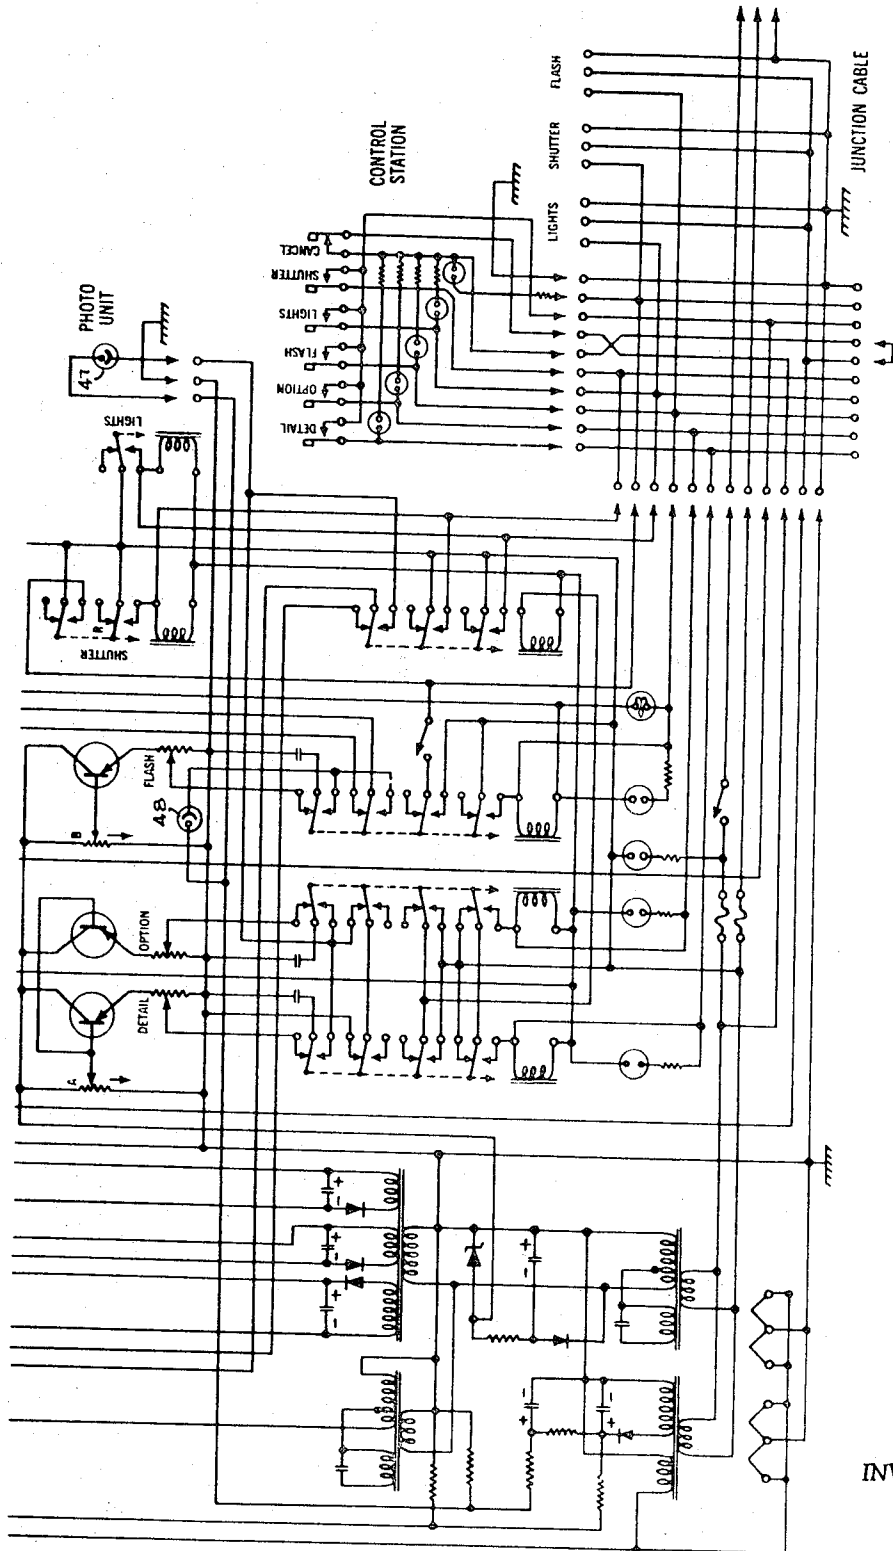 FLASH
SHUTTER
LIGHTS
JUNCTION CABLE
CONTROL
STATION
CANCEL
SHUTTER
LIGHTS
FLASH
OPTION
DETAIL
PHOTO
UNIT
47
LIGHTS
R
SHUTTER
FLASH
48
B
OPTION
DETAIL
A
+
-
+
-
+
-
+
-
+
-
+
-
INV